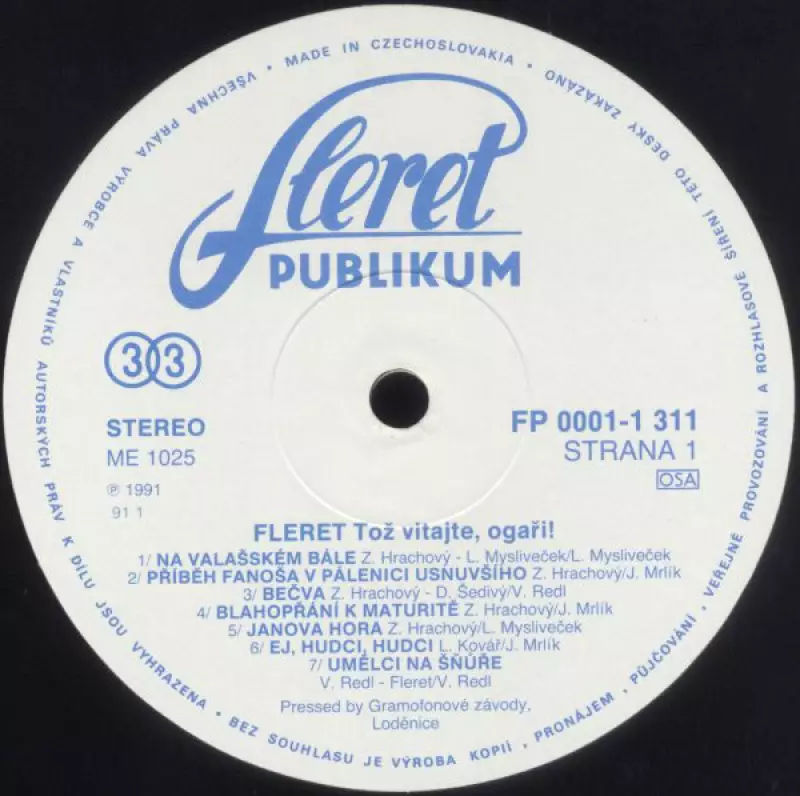 VŠECHNA PRÁVA VÝROBCE A VLASTNÍKŮ AUTORSKÝCH PRÁV K DÍLU JSOU VYHRAZENA • BEZ SOUHLASU JE VÝROBA KOPIÍ, PRONÁJEM, PŮJČOVÁNÍ, VEŘEJNÉ PROVOZOVÁNÍ A ROZHLASOVÉ ŠÍŘENÍ TÉTO DESKY ZAKÁZÁNO • MADE IN CZECHOSLOVAKIA •
fleret
PUBLIKUM
33
STEREO
ME 1025
℗ 1991
91 1
FP 0001-1 311
STRANA 1
OSA
FLERET Tož vitajte, ogaři!
1/ NA VALAŠSKÉM BÁLE Z. Hrachový - L. Mysliveček/L. Mysliveček
2/ PŘÍBĚH FANOŠA V PÁLENICI USNUVŠÍHO Z. Hrachový/J. Mrlík
3/ BEČVA Z. Hrachový - D. Šedivý/V. Redl
4/ BLAHOPŘÁNÍ K MATURITĚ Z. Hrachový/J. Mrlík
5/ JANOVA HORA Z. Hrachový/L. Mysliveček
6/ EJ, HUDCI, HUDCI L. Kovář/J. Mrlík
7/ UMĚLCI NA ŠŇŮŘE
V. Redl - Fleret/V. Redl
Pressed by Gramofonové závody,
Loděnice